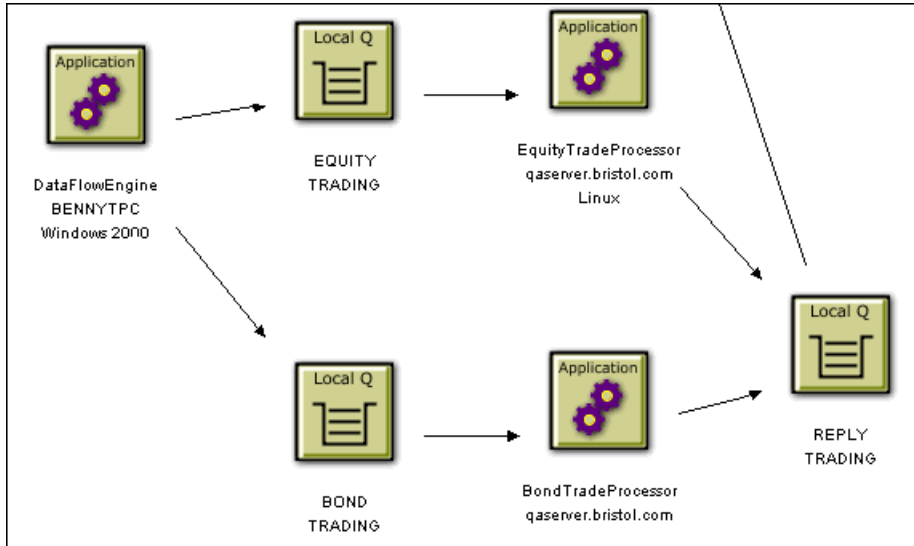 Application
DataFlowEngine
BENNYTPC
Windows 2000
Local Q
EQUITY
TRADING
Application
EquityTradeProcessor
qaserver.bristol.com
Linux
Local Q
BOND
TRADING
Application
BondTradeProcessor
qaserver.bristol.com
Local Q
REPLY
TRADING